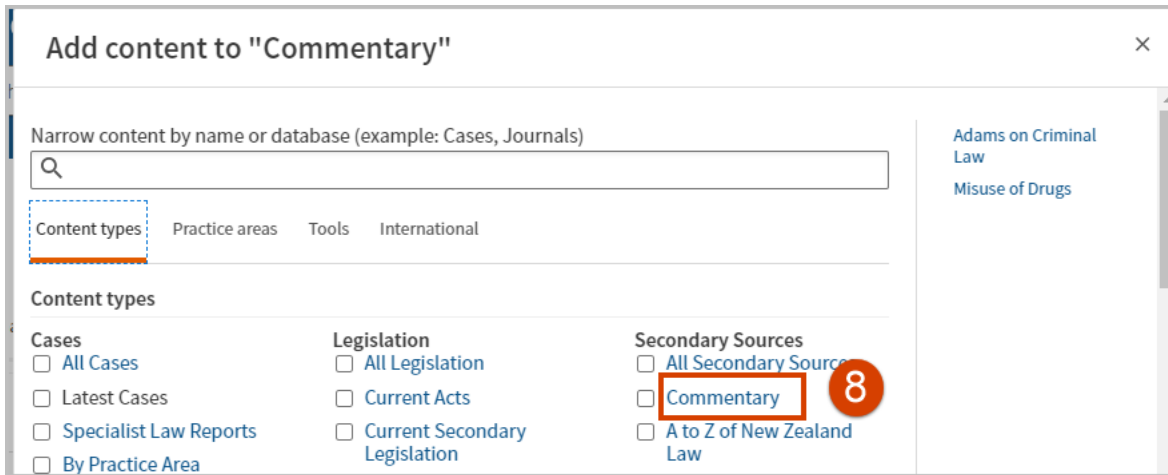 Add content to "Commentary"
×
Narrow content by name or database (example: Cases, Journals)
Content types
Practice areas
Tools
International
Content types
Cases
All Cases
Latest Cases
Specialist Law Reports
By Practice Area
Legislation
All Legislation
Current Acts
Current Secondary
Legislation
Secondary Sources
All Secondary Sources
Commentary
8
A to Z of New Zealand
Law
Adams on Criminal
Law
Misuse of Drugs